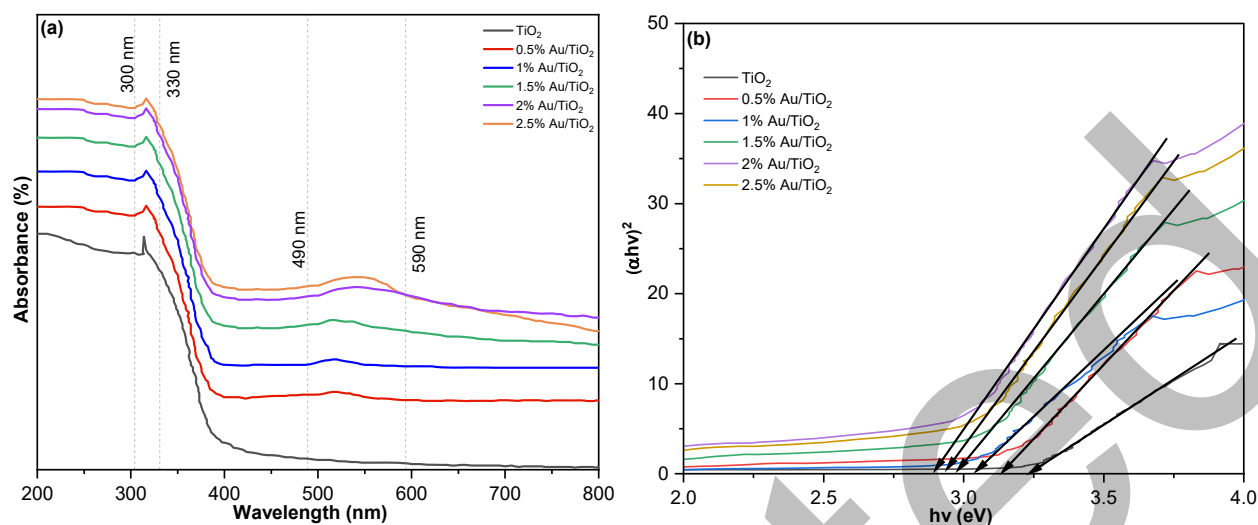 (a)
300 nm
330 nm
490 nm
590 nm
TiO₂
0.5% Au/TiO₂
1% Au/TiO₂
1.5% Au/TiO₂
2% Au/TiO₂
2.5% Au/TiO₂
Absorbance (%)
200 300 400 500 600 700 800
Wavelength (nm)
(b)
TiO₂
0.5% Au/TiO₂
1% Au/TiO₂
1.5% Au/TiO₂
2% Au/TiO₂
2.5% Au/TiO₂
(αhv)²
50
40
30
20
10
0
2.0 2.5 3.0 3.5 4.0
hv (eV)